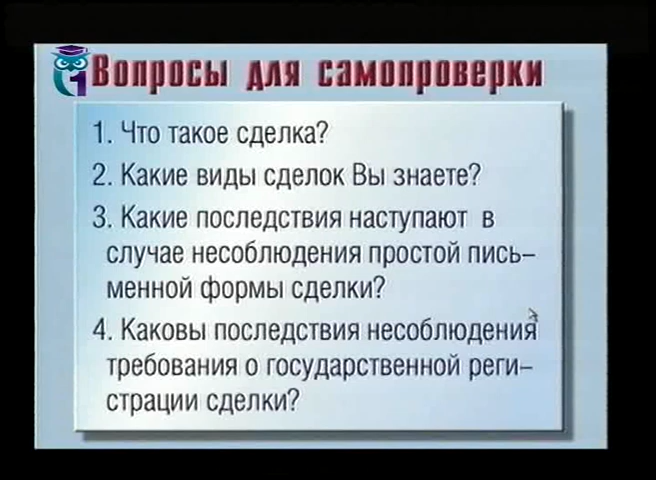 Вопросы для самопроверки
1. Что такое сделка?
2. Какие виды сделок Вы знаете?
3. Какие последствия наступают в
случае несоблюдения простой пись–
менной формы сделки?
4. Каковы последствия несоблюдения
требования о государственной реги–
страции сделки?